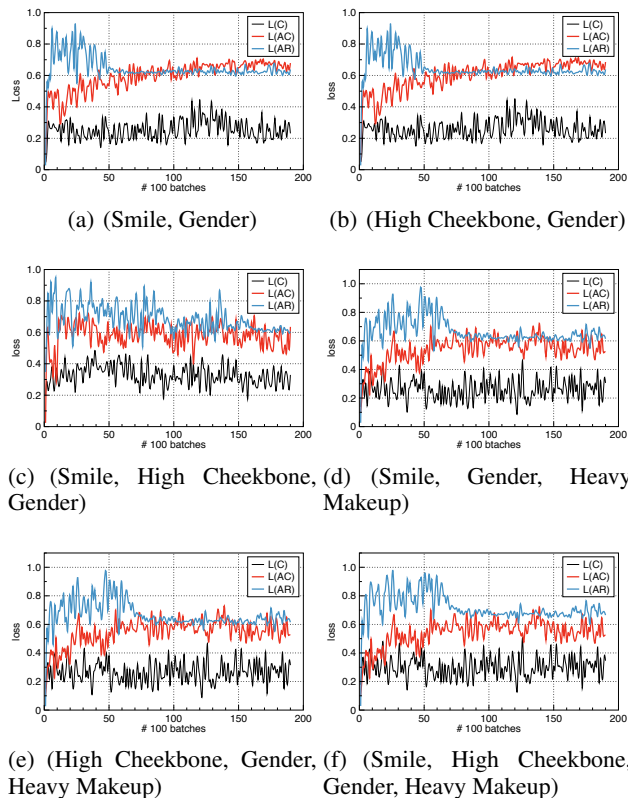 1.0
0.8
0.6
0.4
0.2
0
Loss
L(C)
L(AC)
L(AR)
0 50 100 150 200
# 100 batches
(a) (Smile, Gender)
1.0
0.8
0.6
0.4
0.2
0
Loss
L(C)
L(AC)
L(AR)
0 50 100 150 200
# 100 batches
(b) (High Cheekbone, Gender)
1.0
0.8
0.6
0.4
0.2
0
loss
L(C)
L(AC)
L(AR)
0 50 100 150 200
# 100 batches
(c) (Smile, High Cheekbone,
Gender)
1.0
0.8
0.6
0.4
0.2
0
loss
L(C)
L(AC)
L(AR)
0 50 100 150 200
# 100 batches
(d) (Smile, Gender, Heavy
Makeup)
1.0
0.8
0.6
0.4
0.2
0
loss
L(C)
L(AC)
L(AR)
0 50 100 150 200
# 100 batches
(e) (High Cheekbone, Gender,
Heavy Makeup)
1.0
0.8
0.6
0.4
0.2
0
loss
L(C)
L(AC)
L(AR)
0 50 100 150 200
# 100 batches
(f) (Smile, High Cheekbone,
Gender, Heavy Makeup)